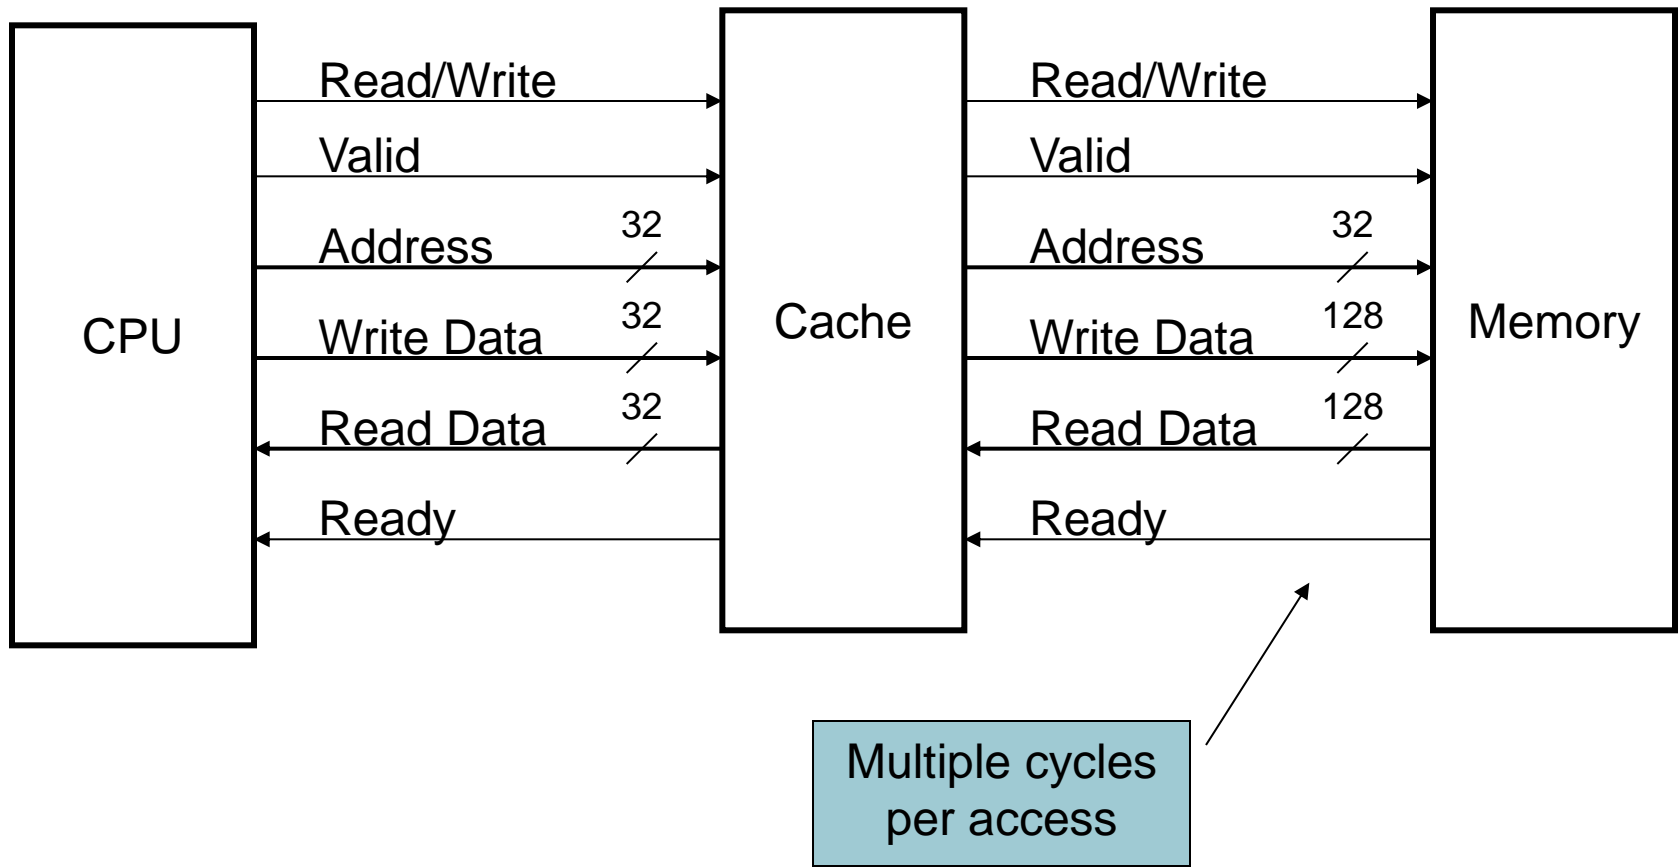 CPU
Read/Write
Valid
Address 32
Write Data 32
Read Data 32
Ready
Cache
Read/Write
Valid
Address 32
Write Data 128
Read Data 128
Ready
Memory
Multiple cycles
per access